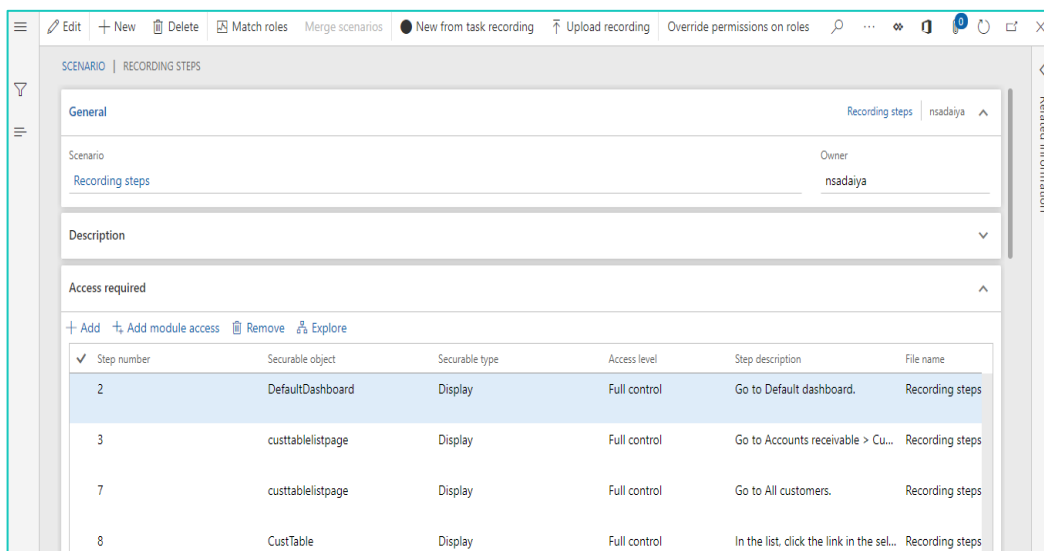 Edit New Delete Match roles Merge scenarios New from task recording Upload recording Override permissions on roles ... 0
SCENARIO | RECORDING STEPS
General Recording steps nsadaiya
Related information
Scenario Owner
Recording steps nsadaiya
Description
Access required
Add Add module access Remove Explore
Step number Securable object Securable type Access level Step description File name
2 DefaultDashboard Display Full control Go to Default dashboard. Recording steps
3 custtablelistpage Display Full control Go to Accounts receivable > Cu... Recording steps
7 custtablelistpage Display Full control Go to All customers. Recording steps
8 CustTable Display Full control In the list, click the link in the sel... Recording steps